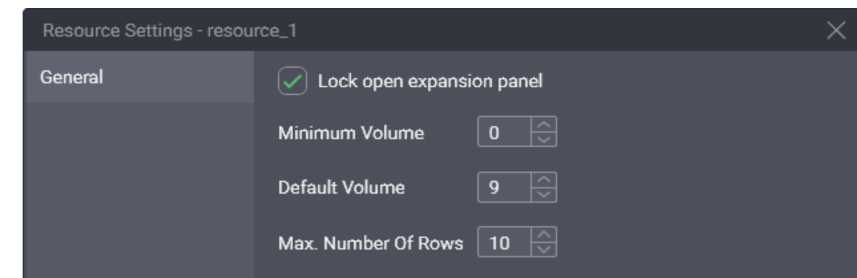 Resource Settings - resource_1
General
Lock open expansion panel
Minimum Volume 0
Default Volume 9
Max. Number Of Rows 10